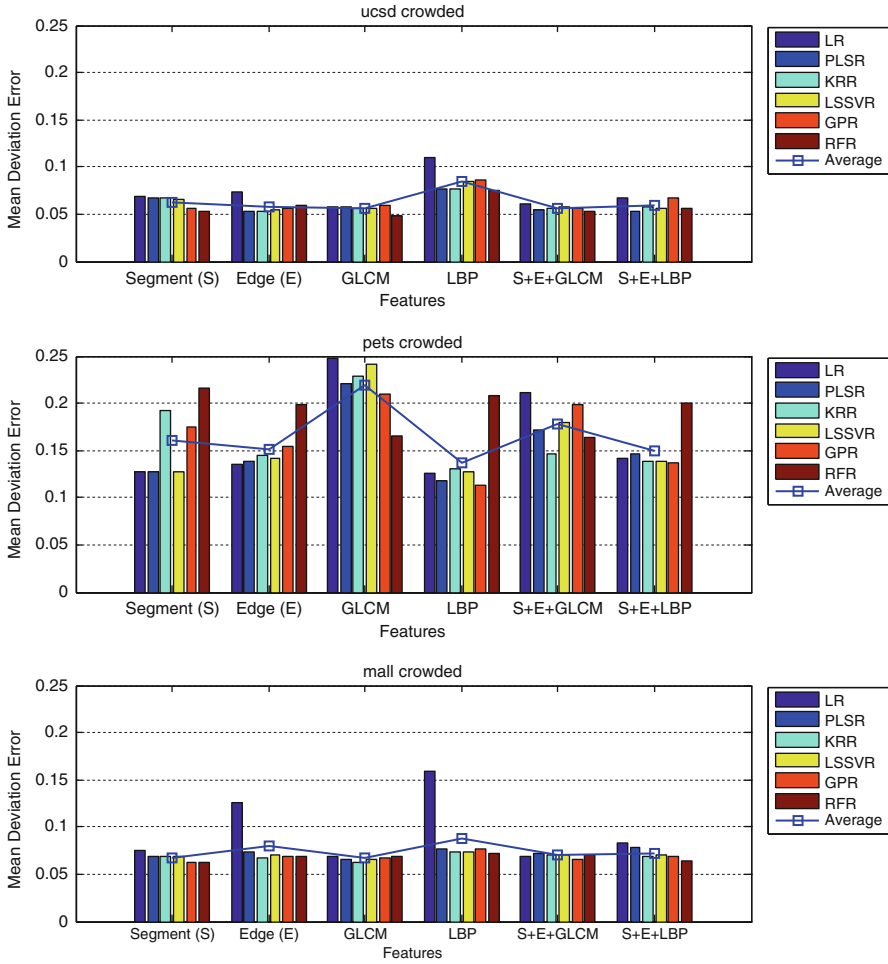 ucsd crowded
0.25
0.2
0.15
0.1
0.05
0
Mean Deviation Error
Segment (S) Edge (E) GLCM LBP S+E+GLCM S+E+LBP
Features
LR
PLSR
KRR
LSSVR
GPR
RFR
Average
pets crowded
0.25
0.2
0.15
0.1
0.05
0
Mean Deviation Error
Segment (S) Edge (E) GLCM LBP S+E+GLCM S+E+LBP
Features
LR
PLSR
KRR
LSSVR
GPR
RFR
Average
mall crowded
0.25
0.2
0.15
0.1
0.05
0
Mean Deviation Error
Segment (S) Edge (E) GLCM LBP S+E+GLCM S+E+LBP
Features
LR
PLSR
KRR
LSSVR
GPR
RFR
Average